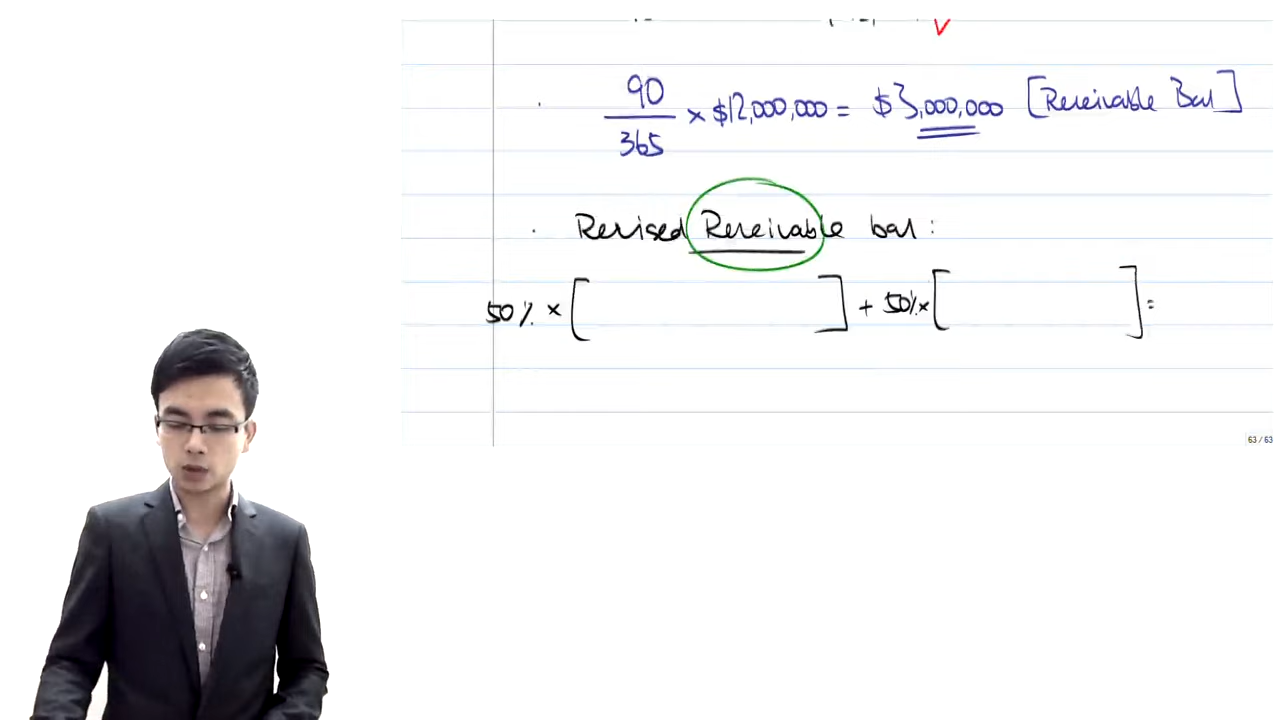 90
365
× $12,000,000 = $3,000,000 [Receivable Bal]
Revised Receivable bal:
50% × [ ] + 50% × [ ] =
63 / 63